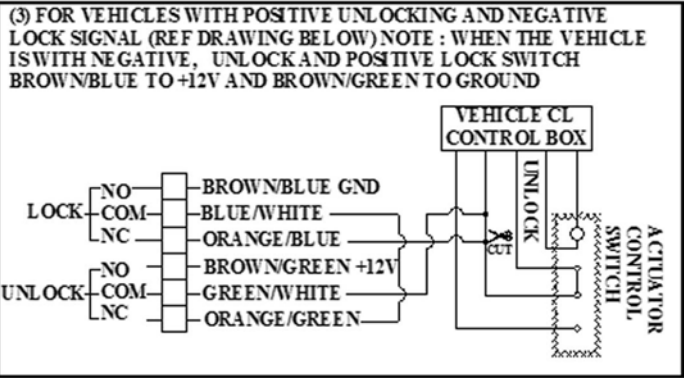 (3) FOR VEHICLES WITH POSITIVE UNLOCKING AND NEGATIVE
LOCK SIGNAL (REF DRAWING BELOW) NOTE : WHEN THE VEHICLE
IS WITH NEGATIVE, UNLOCK AND POSITIVE LOCK SWITCH
BROWN/BLUE TO +12V AND BROWN/GREEN TO GROUND
VEHICLE CL
CONTROL BOX
LOCK
NO
COM
NC
BROWN/BLUE GND
BLUE/WHITE
ORANGE/BLUE
UNLOCK
NO
COM
NC
BROWN/GREEN +12V
GREEN/WHITE
ORANGE/GREEN
CUT
UNLOCK
ACTUATOR
CONTROL
SWITCH